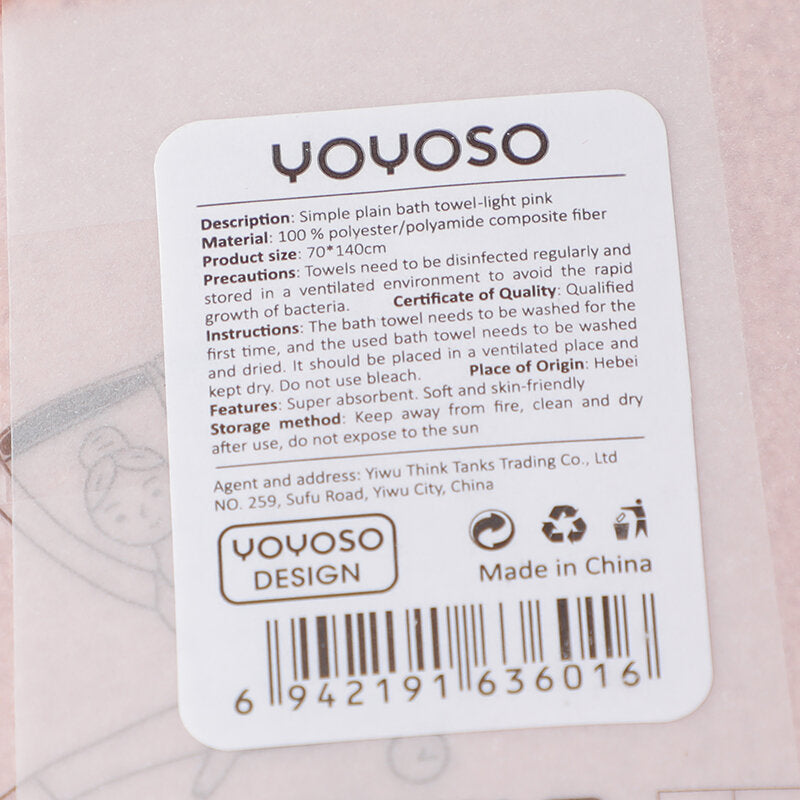 YOYOSO
Description: Simple plain bath towel-light pink
Material: 100 % polyester/polyamide composite fiber
Product size: 70*140cm
Precautions: Towels need to be disinfected regularly and
stored in a ventilated environment to avoid the rapid
growth of bacteria. Certificate of Quality: Qualified
Instructions: The bath towel needs to be washed for the
first time, and the used bath towel needs to be washed
and dried. It should be placed in a ventilated place and
kept dry. Do not use bleach. Place of Origin: Hebei
Features: Super absorbent. Soft and skin-friendly
Storage method: Keep away from fire, clean and dry
after use, do not expose to the sun
Agent and address: Yiwu Think Tanks Trading Co., Ltd
NO. 259, Sufu Road, Yiwu City, China
YOYOSO
DESIGN
Made in China
6 942191 636016